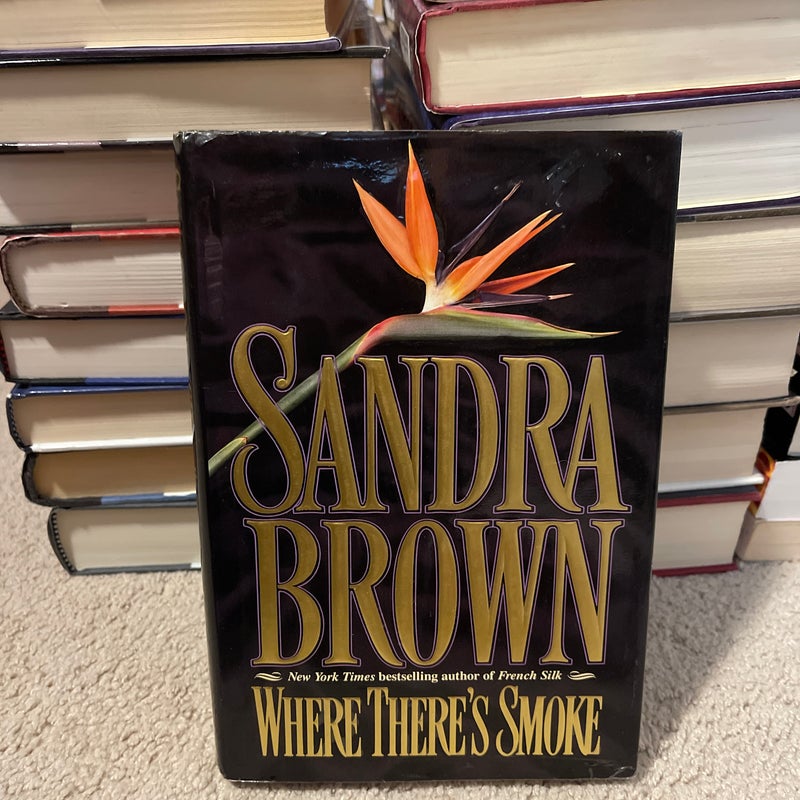 SANDRA
BROWN
New York Times bestselling author of French Silk
WHERE THERE'S SMOKE